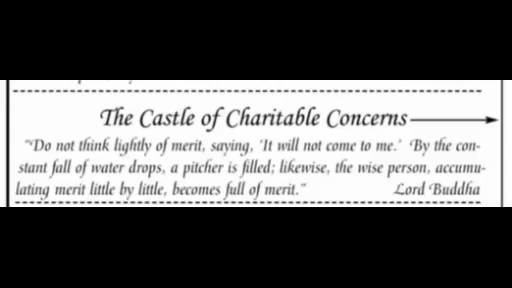 The Castle of Charitable Concerns
"Do not think lightly of merit, saying, 'It will not come to me.' By the con-
stant fall of water drops, a pitcher is filled; likewise, the wise person, accumu-
lating merit little by little, becomes full of merit." Lord Buddha